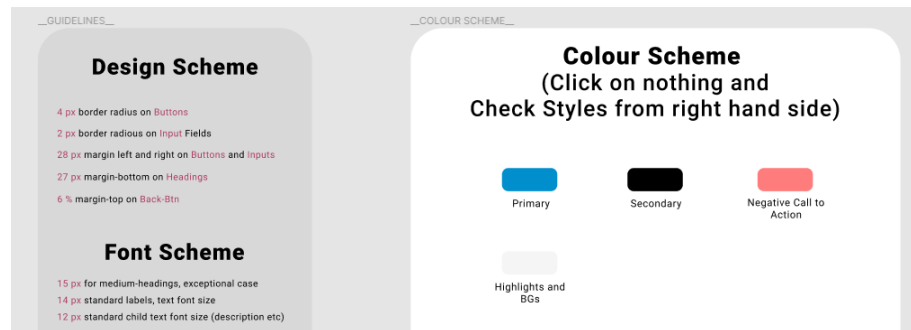 __GUIDELINES__
Design Scheme
4 px border radius on Buttons
2 px border radious on Input Fields
28 px margin left and right on Buttons and Inputs
27 px margin-bottom on Headings
6 % margin-top on Back-Btn
Font Scheme
15 px for medium-headings, exceptional case
14 px standard labels, text font size
12 px standard child text font size (description etc)
__COLOUR SCHEME__
Colour Scheme
(Click on nothing and
Check Styles from right hand side)
Primary
Secondary
Negative Call to
Action
Highlights and
BGs